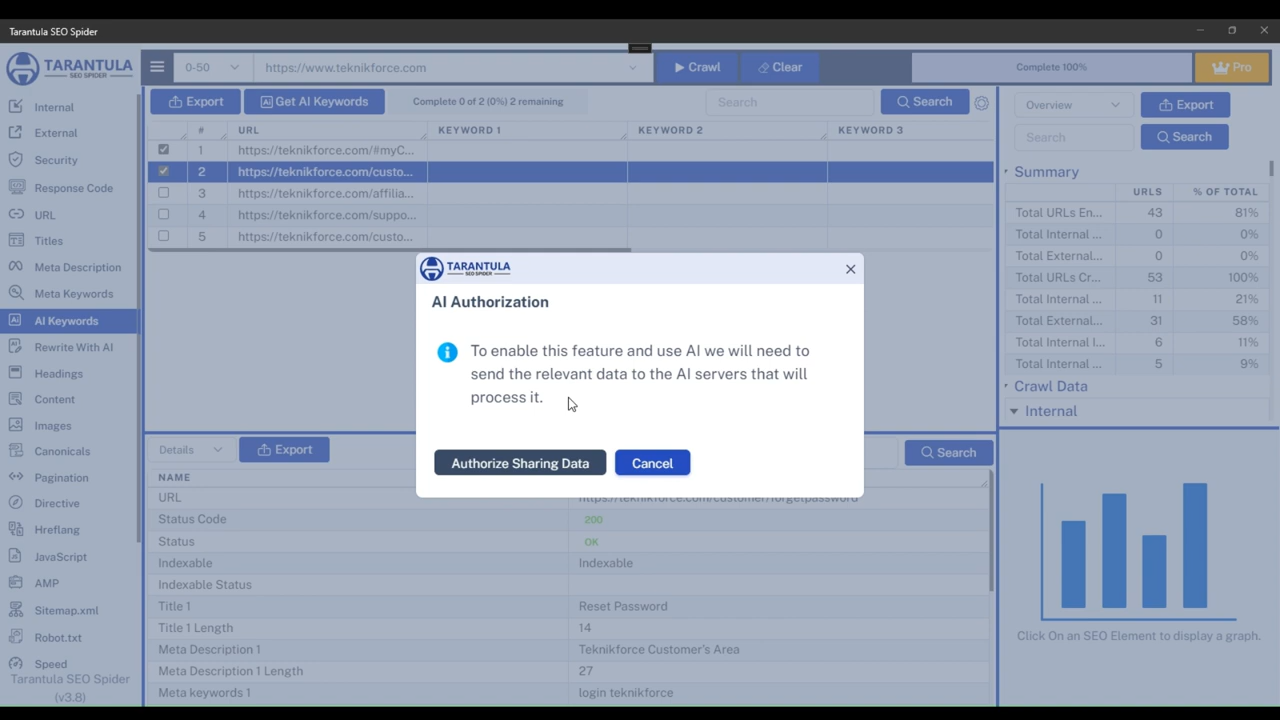 Tarantula SEO Spider
TARANTULA
SEO SPIDER
0-50
https://www.teknikforce.com
Crawl
Clear
Complete 100%
Pro
Internal
External
Security
Response Code
URL
Titles
Meta Description
Meta Keywords
AI Keywords
Rewrite With AI
Headings
Content
Images
Canonicals
Pagination
Directive
Hreflang
JavaScript
AMP
Sitemap.xml
Robot.txt
Speed
Tarantula SEO Spider
(v3.8)
Export
Get AI Keywords
Complete 0 of 2 (0%) 2 remaining
Search
Search
# URL KEYWORD 1 KEYWORD 2 KEYWORD 3
1 https://teknikforce.com/#myC...
2 https://teknikforce.com/custo...
3 https://teknikforce.com/affilia...
4 https://teknikforce.com/suppo...
5 https://teknikforce.com/custo...
TARANTULA
SEO SPIDER
AI Authorization
To enable this feature and use AI we will need to
send the relevant data to the AI servers that will
process it.
Authorize Sharing Data
Cancel
Details
Export
Search
NAME
URL https://teknikforce.com/customer/forgetpassword
Status Code 200
Status OK
Indexable Indexable
Indexable Status
Title 1 Reset Password
Title 1 Length 14
Meta Description 1 Teknikforce Customer's Area
Meta Description 1 Length 27
Meta keywords 1 login teknikforce
Overview
Export
Search
Search
Summary
URLS % OF TOTAL
Total URLs En... 43 81%
Total Internal ... 0 0%
Total External... 0 0%
Total URLs Cr... 53 100%
Total Internal ... 11 21%
Total External... 31 58%
Total Internal I... 6 11%
Total Internal ... 5 9%
Crawl Data
Internal
Click On an SEO Element to display a graph.